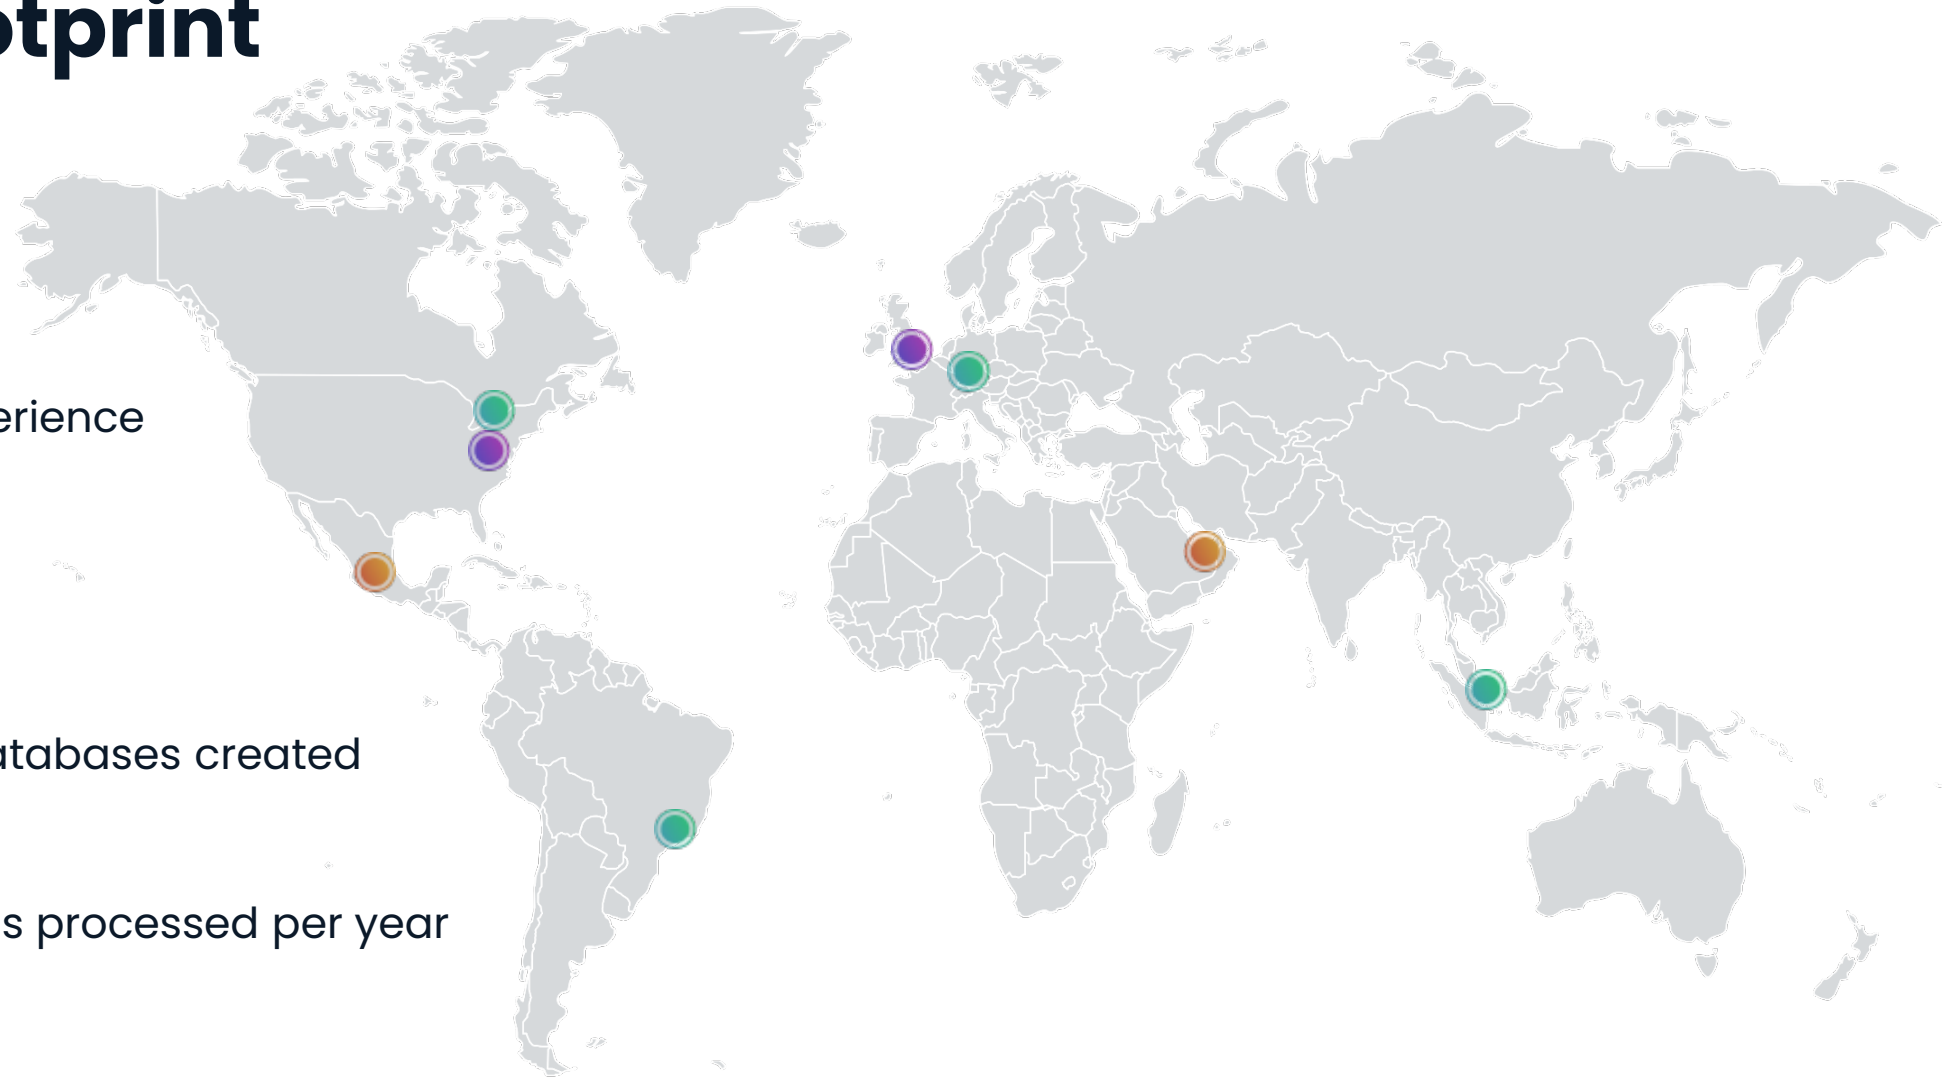 otprint
erience
atabases created
s processed per year